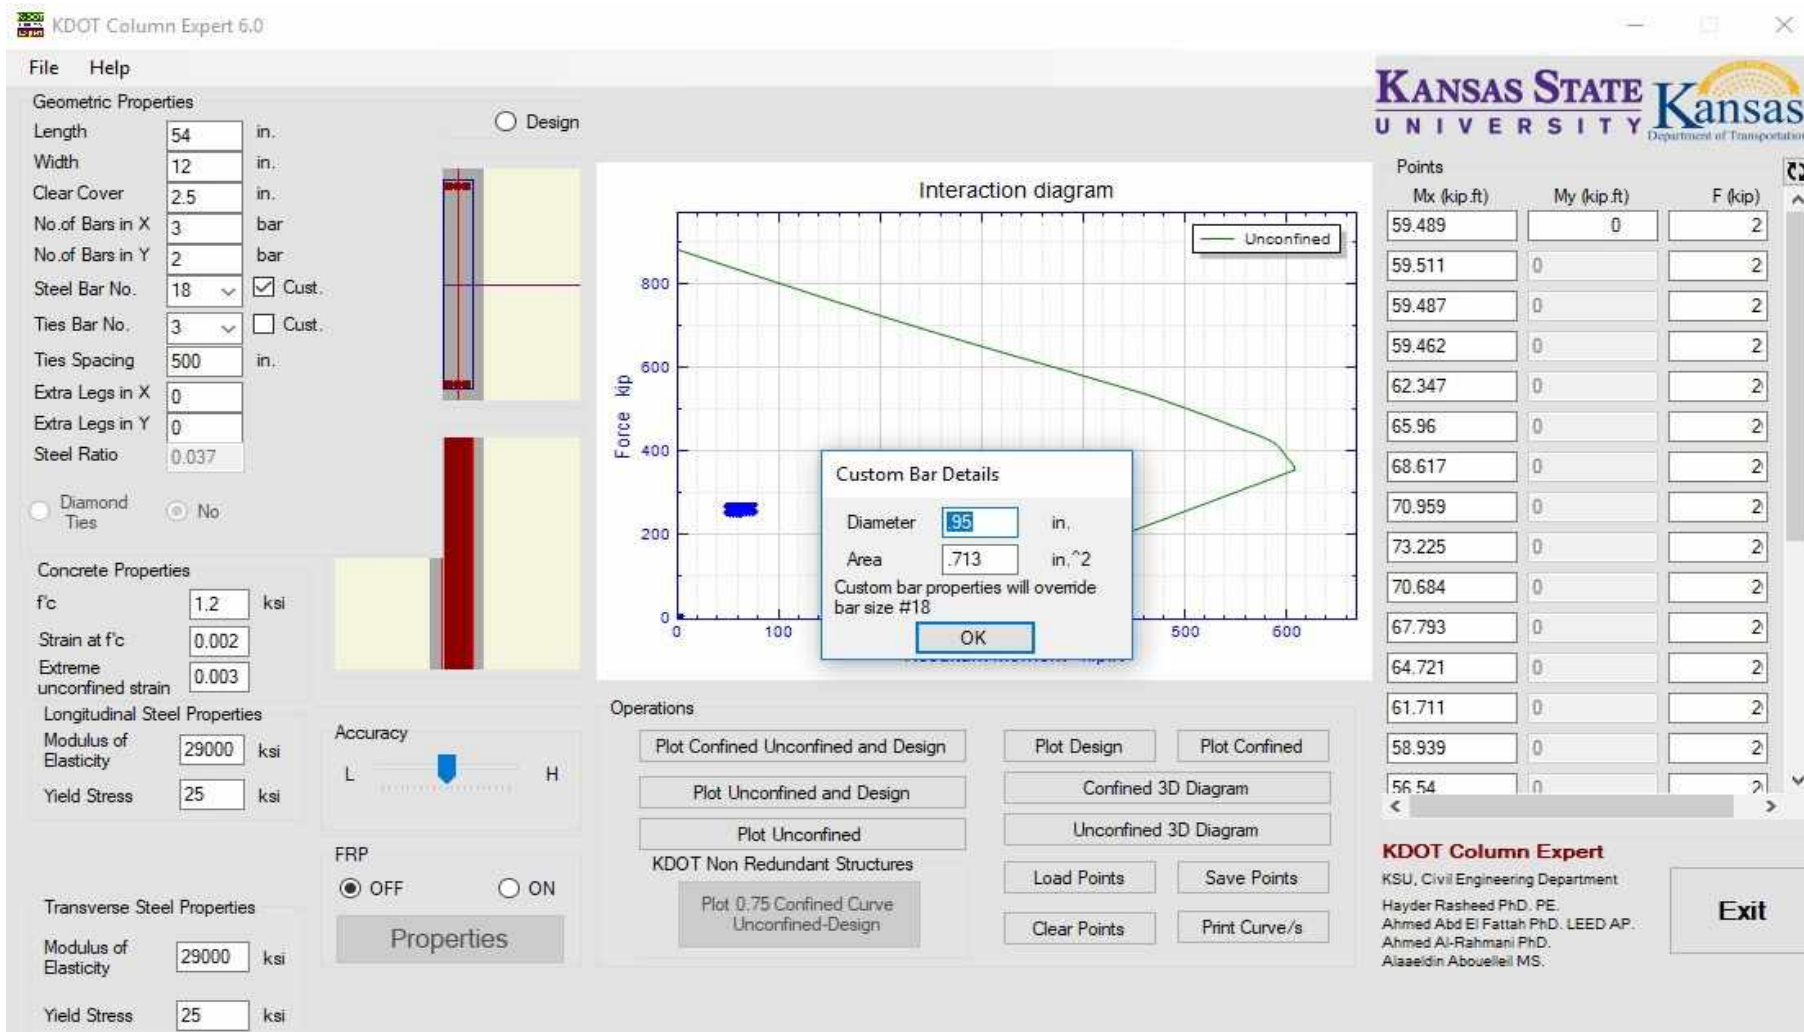 KDOT Column Expert 6.0
File Help
KANSAS STATE
UNIVERSITY
Kansas
Department of Transportation
Geometric Properties
Length 54 in.
Width 12 in.
Clear Cover 2.5 in.
No.of Bars in X 3 bar
No.of Bars in Y 2 bar
Steel Bar No. 18 Cust.
Ties Bar No. 3 Cust.
Ties Spacing 500 in.
Extra Legs in X 0
Extra Legs in Y 0
Steel Ratio 0.037
Diamond
Ties
No
Design
Concrete Properties
f'c 1.2 ksi
Strain at f'c 0.002
Extreme
unconfined strain 0.003
Longitudinal Steel Properties
Modulus of
Elasticity 29000 ksi
Yield Stress 25 ksi
Transverse Steel Properties
Modulus of
Elasticity 29000 ksi
Yield Stress 25 ksi
Accuracy
L H
FRP
OFF ON
Properties
Interaction diagram
Unconfined
Force kip
800
600
400
200
0
0 100 500 600
Custom Bar Details
Diameter .95 in.
Area .713 in.^2
Custom bar properties will override
bar size #18
OK
Operations
Plot Confined Unconfined and Design
Plot Unconfined and Design
Plot Unconfined
KDOT Non Redundant Structures
Plot 0.75 Confined Curve
Unconfined-Design
Plot Design Plot Confined
Confined 3D Diagram
Unconfined 3D Diagram
Load Points Save Points
Clear Points Print Curve/s
Points
Mx (kip.ft) My (kip.ft) F (kip)
59.489 0 2
59.511 0 2
59.487 0 2
59.462 0 2
62.347 0 2
65.96 0 2
68.617 0 2
70.959 0 2
73.225 0 2
70.684 0 2
67.793 0 2
64.721 0 2
61.711 0 2
58.939 0 2
56.54 0 2
KDOT Column Expert
KSU, Civil Engineering Department
Hayder Rasheed PhD. PE.
Ahmed Abd El Fattah PhD. LEED AP.
Ahmed Al-Rahmani PhD.
Alaaeldin Abouelleil MS.
Exit